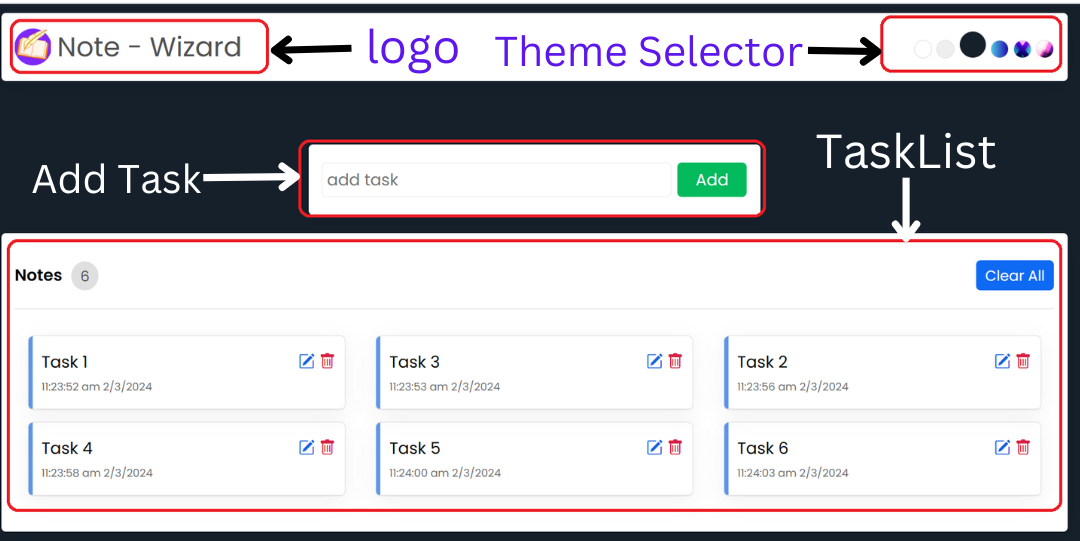 Note - Wizard
logo
Theme Selector
Add Task
add task
Add
TaskList
Notes 6
Clear All
Task 1
11:23:52 am 2/3/2024
Task 3
11:23:53 am 2/3/2024
Task 2
11:23:56 am 2/3/2024
Task 4
11:23:58 am 2/3/2024
Task 5
11:24:00 am 2/3/2024
Task 6
11:24:03 am 2/3/2024